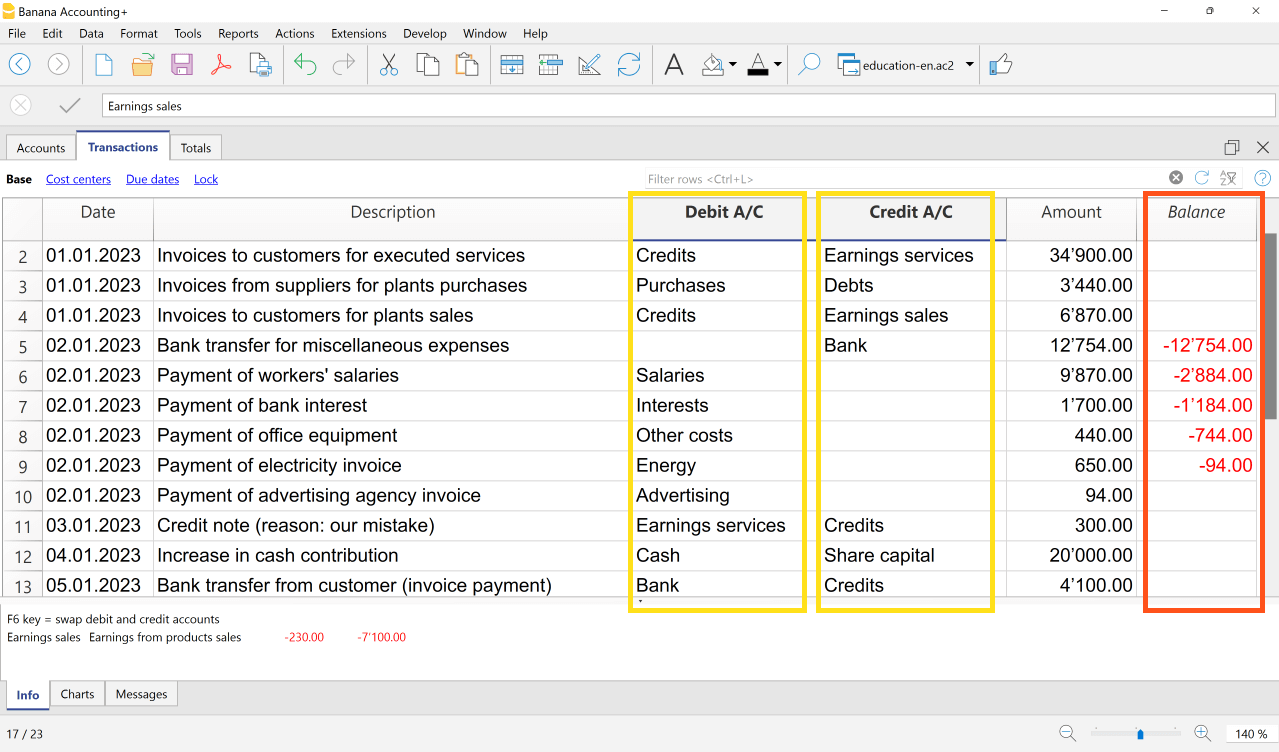 Banana Accounting+
File Edit Data Format Tools Reports Actions Extensions Develop Window Help
education-en.ac2
Earnings sales
Accounts Transactions Totals
Base Cost centers Due dates Lock Filter rows <Ctrl+L>
Date Description Debit A/C Credit A/C Amount Balance
2 01.01.2023 Invoices to customers for executed services Credits Earnings services 34’900.00
3 01.01.2023 Invoices from suppliers for plants purchases Purchases Debts 3’440.00
4 01.01.2023 Invoices to customers for plants sales Credits Earnings sales 6’870.00
5 02.01.2023 Bank transfer for miscellaneous expenses Bank 12’754.00 -12’754.00
6 02.01.2023 Payment of workers' salaries Salaries 9’870.00 -2’884.00
7 02.01.2023 Payment of bank interest Interests 1’700.00 -1’184.00
8 02.01.2023 Payment of office equipment Other costs 440.00 -744.00
9 02.01.2023 Payment of electricity invoice Energy 650.00 -94.00
10 02.01.2023 Payment of advertising agency invoice Advertising 94.00
11 03.01.2023 Credit note (reason: our mistake) Earnings services Credits 300.00
12 04.01.2023 Increase in cash contribution Cash Share capital 20’000.00
13 05.01.2023 Bank transfer from customer (invoice payment) Bank Credits 4’100.00
F6 key = swap debit and credit accounts
Earnings sales Earnings from products sales -230.00 -7’100.00
Info Charts Messages
17 / 23 140 %